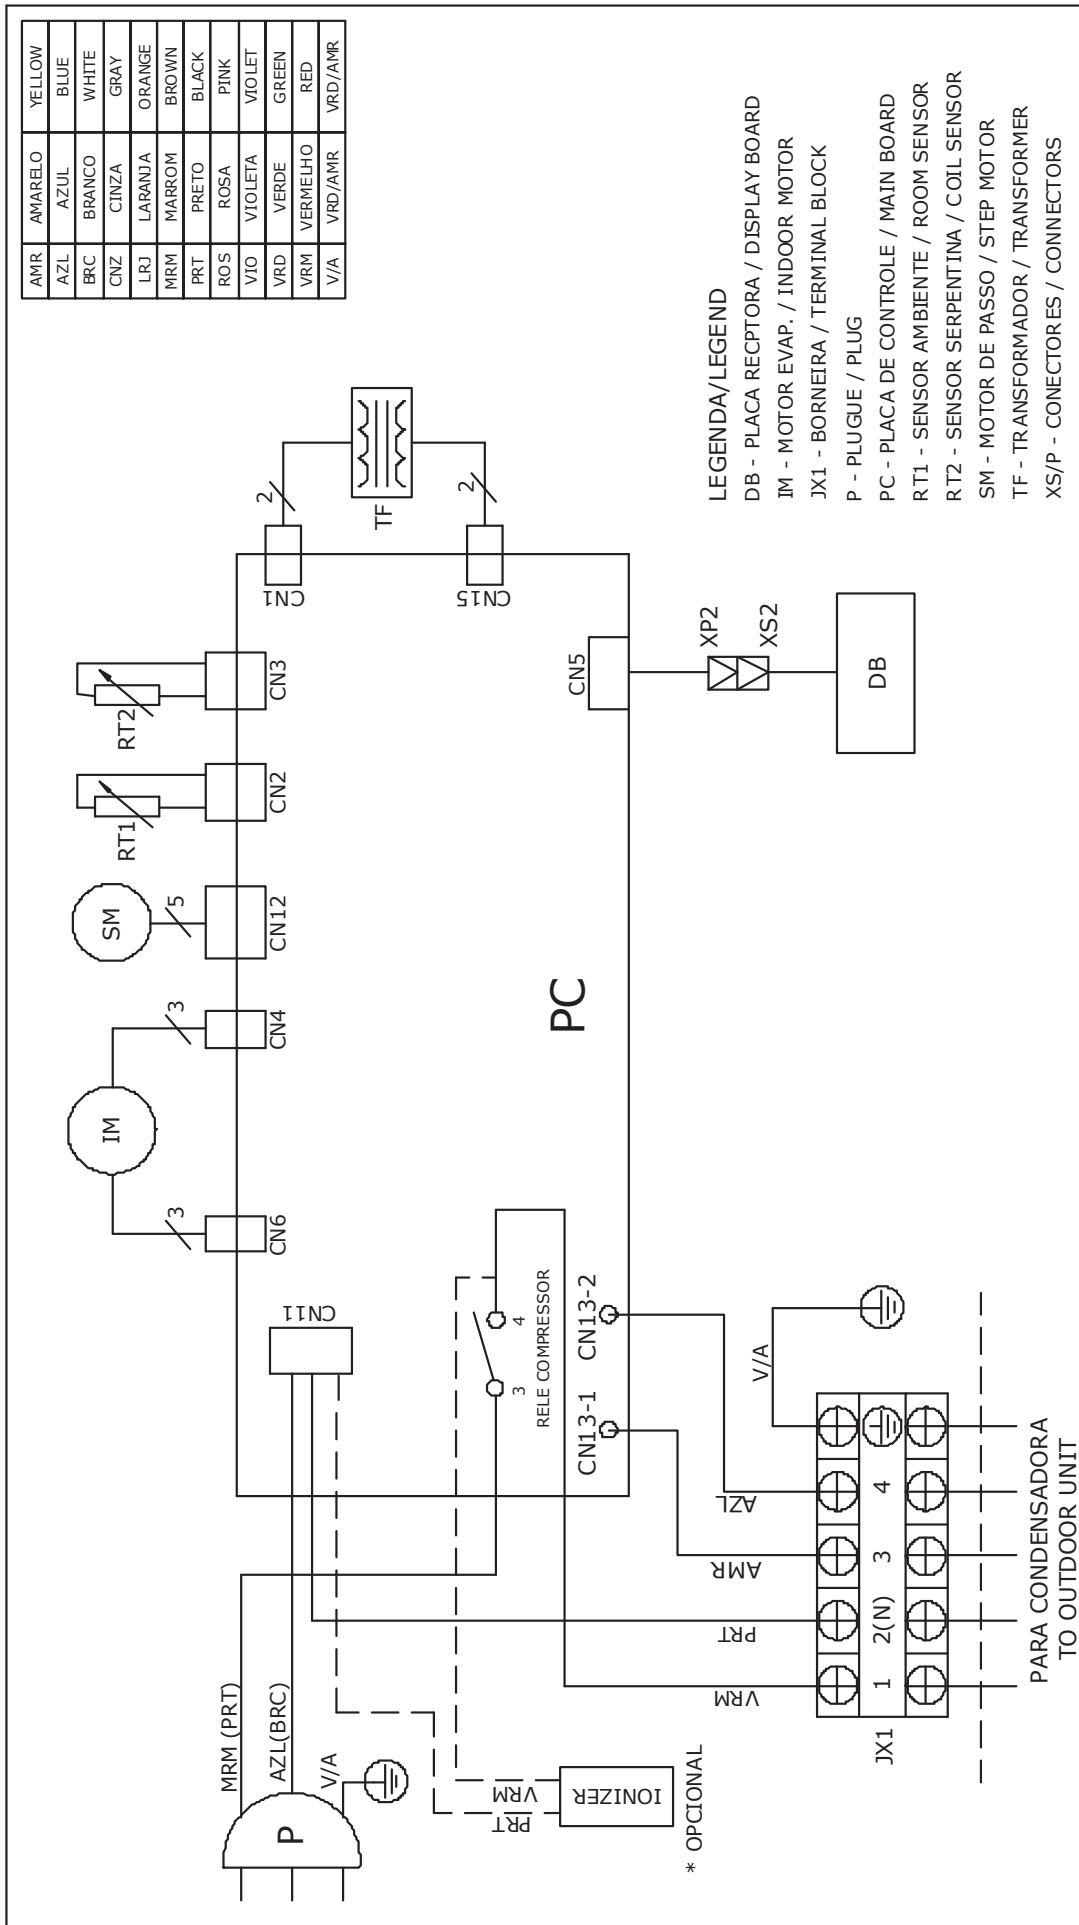 AMR AMARELO YELLOW
AZL AZUL BLUE
BRC BRANCO WHITE
CNZ CINZA GRAY
LRJ LARANJA ORANGE
MRM MARROM BROWN
PRT PRETO BLACK
ROS ROSA PINK
VIO VIOLETA VIOLET
VRD VERDE GREEN
VRM VERMELHO RED
V/A VRD/AMR VRD/AMR
IM
SM
RT1
RT2
3
3
5
CN6
CN4
CN12
CN2
CN3
2
CN1
TF
2
CN15
CN11
PC
3
4
RELE COMPRESSOR
CN13-1
CN13-2
CN5
XP2
XS2
DB
P
MRM (PRT)
AZL(BRC)
V/A
VRM
PRT
IONIZER
* OPCIONAL
VRM
PRT
AMR
AZL
V/A
JX1
1
2(N)
3
4
PARA CONDENSADORA
TO OUTDOOR UNIT
LEGENDA/LEGEND
DB - PLACA RECPTORA / DISPLAY BOARD
IM - MOTOR EVAP. / INDOOR MOTOR
JX1 - BORNEIRA / TERMINAL BLOCK
P - PLUGUE / PLUG
PC - PLACA DE CONTROLE / MAIN BOARD
RT1 - SENSOR AMBIENTE / ROOM SENSOR
RT2 - SENSOR SERPENTINA / COIL SENSOR
SM - MOTOR DE PASSO / STEP MOTOR
TF - TRANSFORMADOR / TRANSFORMER
XS/P - CONECTORES / CONNECTORS